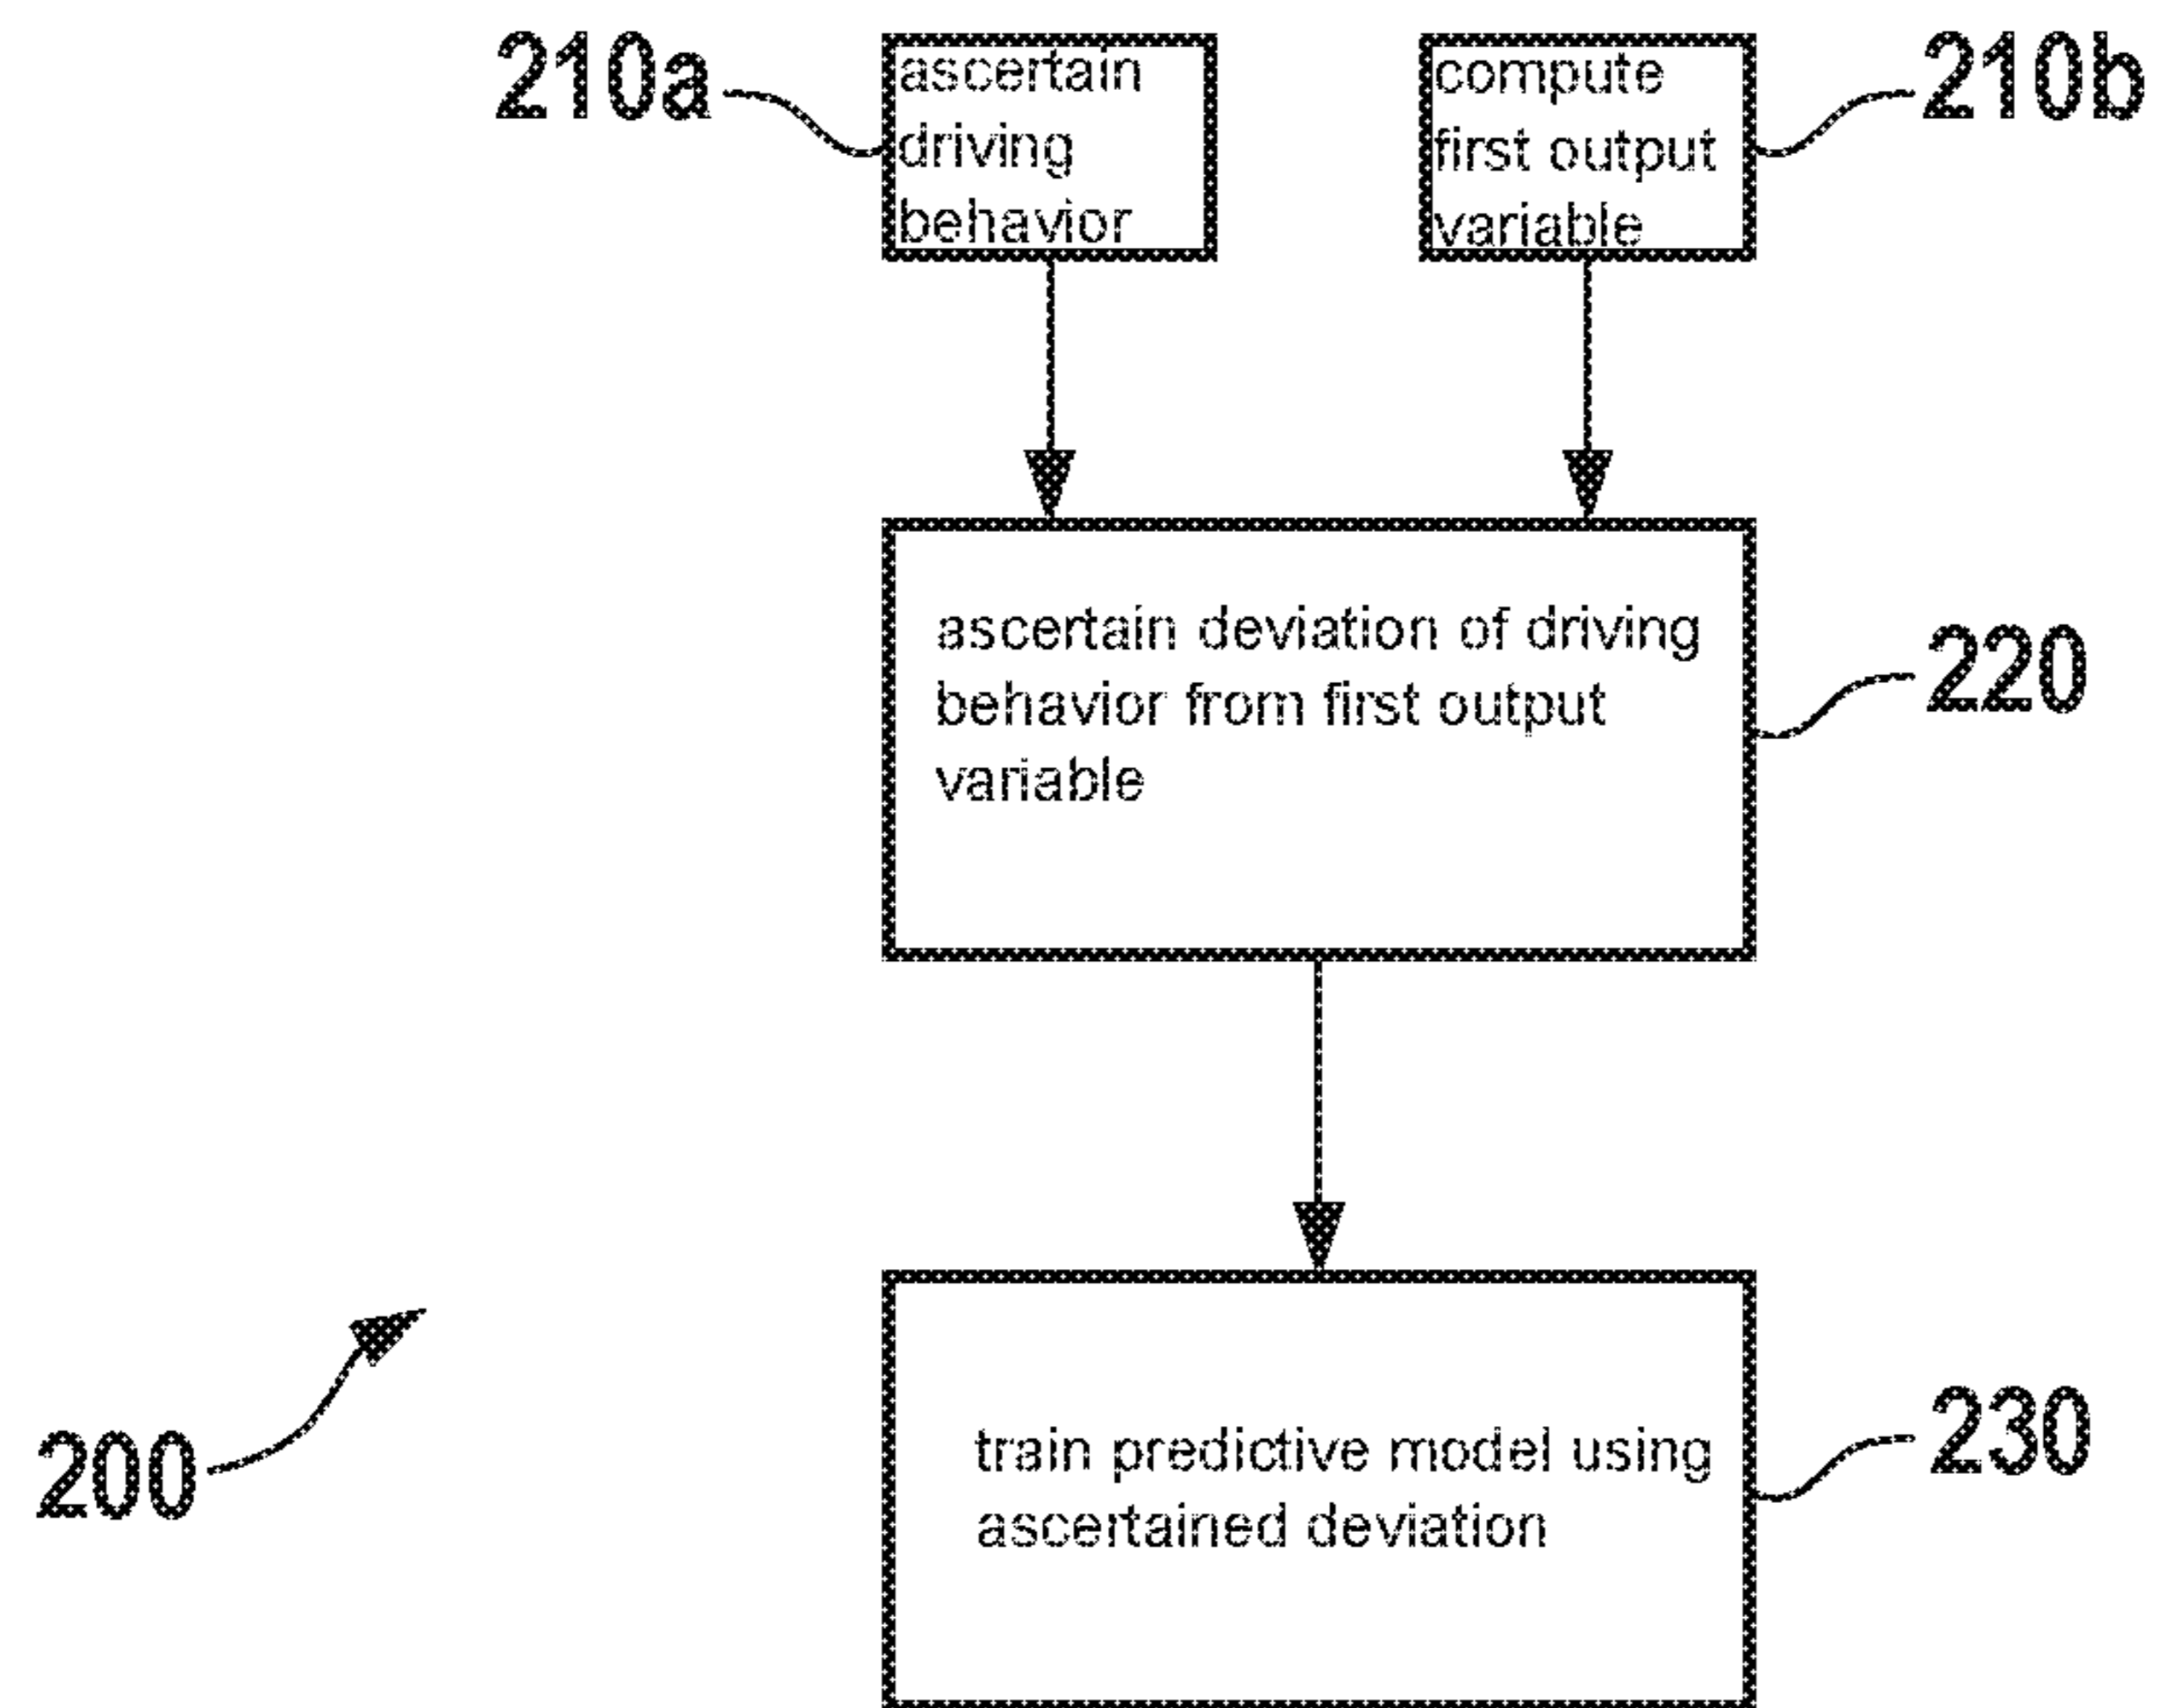 210a
ascertain
driving
behavior
compute
first output
variable
210b
ascertain deviation of driving
behavior from first output
variable
220
train predictive model using
ascertained deviation
230
200